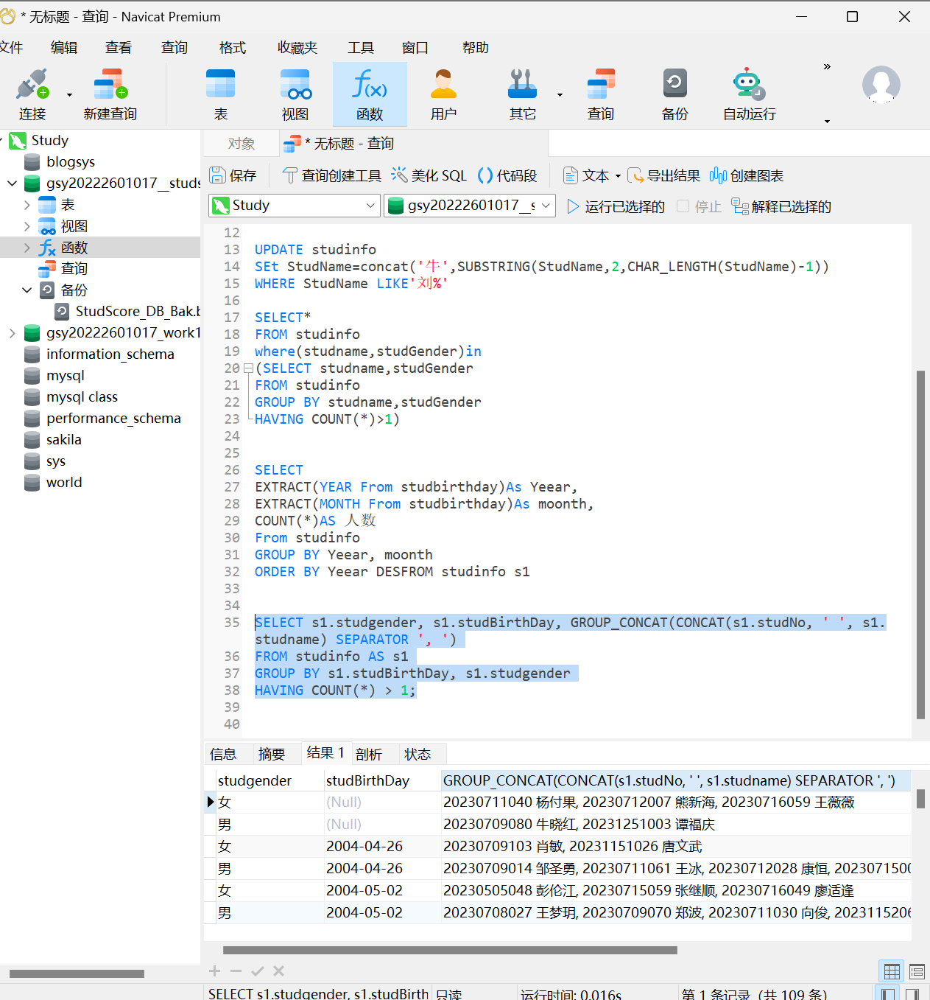 * 无标题 - 查询 - Navicat Premium
文件 编辑 查看 查询 格式 收藏夹 工具 窗口 帮助
连接 新建查询 表 视图 函数 用户 其它 查询 备份 自动运行
Study
blogsys
gsy20222601017__studs
表
视图
函数
查询
备份
StudScore_DB_Bak.b
gsy20222601017_work1
information_schema
mysql
mysql class
performance_schema
sakila
sys
world
对象 * 无标题 - 查询
保存 查询创建工具 美化 SQL () 代码段 文本 导出结果 创建图表
Study gsy20222601017__s 运行已选择的 停止 解释已选择的
12
13 UPDATE studinfo
14 SEt StudName=concat('牛',SUBSTRING(StudName,2,CHAR_LENGTH(StudName)-1))
15 WHERE StudName LIKE'刘%'
16
17 SELECT*
18 FROM studinfo
19 where(studname,studGender)in
20 (SELECT studname,studGender
21 FROM studinfo
22 GROUP BY studname,studGender
23 HAVING COUNT(*)>1)
24
25
26 SELECT
27 EXTRACT(YEAR From studbirthday)As Yeear,
28 EXTRACT(MONTH From studbirthday)As moonth,
29 COUNT(*)AS 人数
30 From studinfo
31 GROUP BY Yeear, moonth
32 ORDER BY Yeear DESFROM studinfo s1
33
34
35 SELECT s1.studgender, s1.studBirthDay, GROUP_CONCAT(CONCAT(s1.studNo, ' ', s1.
studname) SEPARATOR ', ')
36 FROM studinfo AS s1
37 GROUP BY s1.studBirthDay, s1.studgender
38 HAVING COUNT(*) > 1;
39
40
信息 摘要 结果 1 剖析 状态
studgender studBirthDay GROUP_CONCAT(CONCAT(s1.studNo, ' ', s1.studname) SEPARATOR ', ')
女 (Null) 20230711040 杨付果, 20230712007 熊新海, 20230716059 王薇薇
男 (Null) 20230709080 牛晓红, 20231251003 谭福庆
女 2004-04-26 20230709103 肖敏, 20231151026 唐文武
男 2004-04-26 20230709014 邹圣勇, 20230711061 王冰, 20230712028 康恒, 2023071500
女 2004-05-02 20230505048 彭伦江, 20230715059 张继顺, 20230716049 廖适逢
男 2004-05-02 20230708027 王梦玥, 20230709070 郑波, 20230711030 向俊, 2023115206
SELECT s1.studgender, s1.studBirth 只读 运行时间: 0.016s 第 1 条记录 (共 109 条)